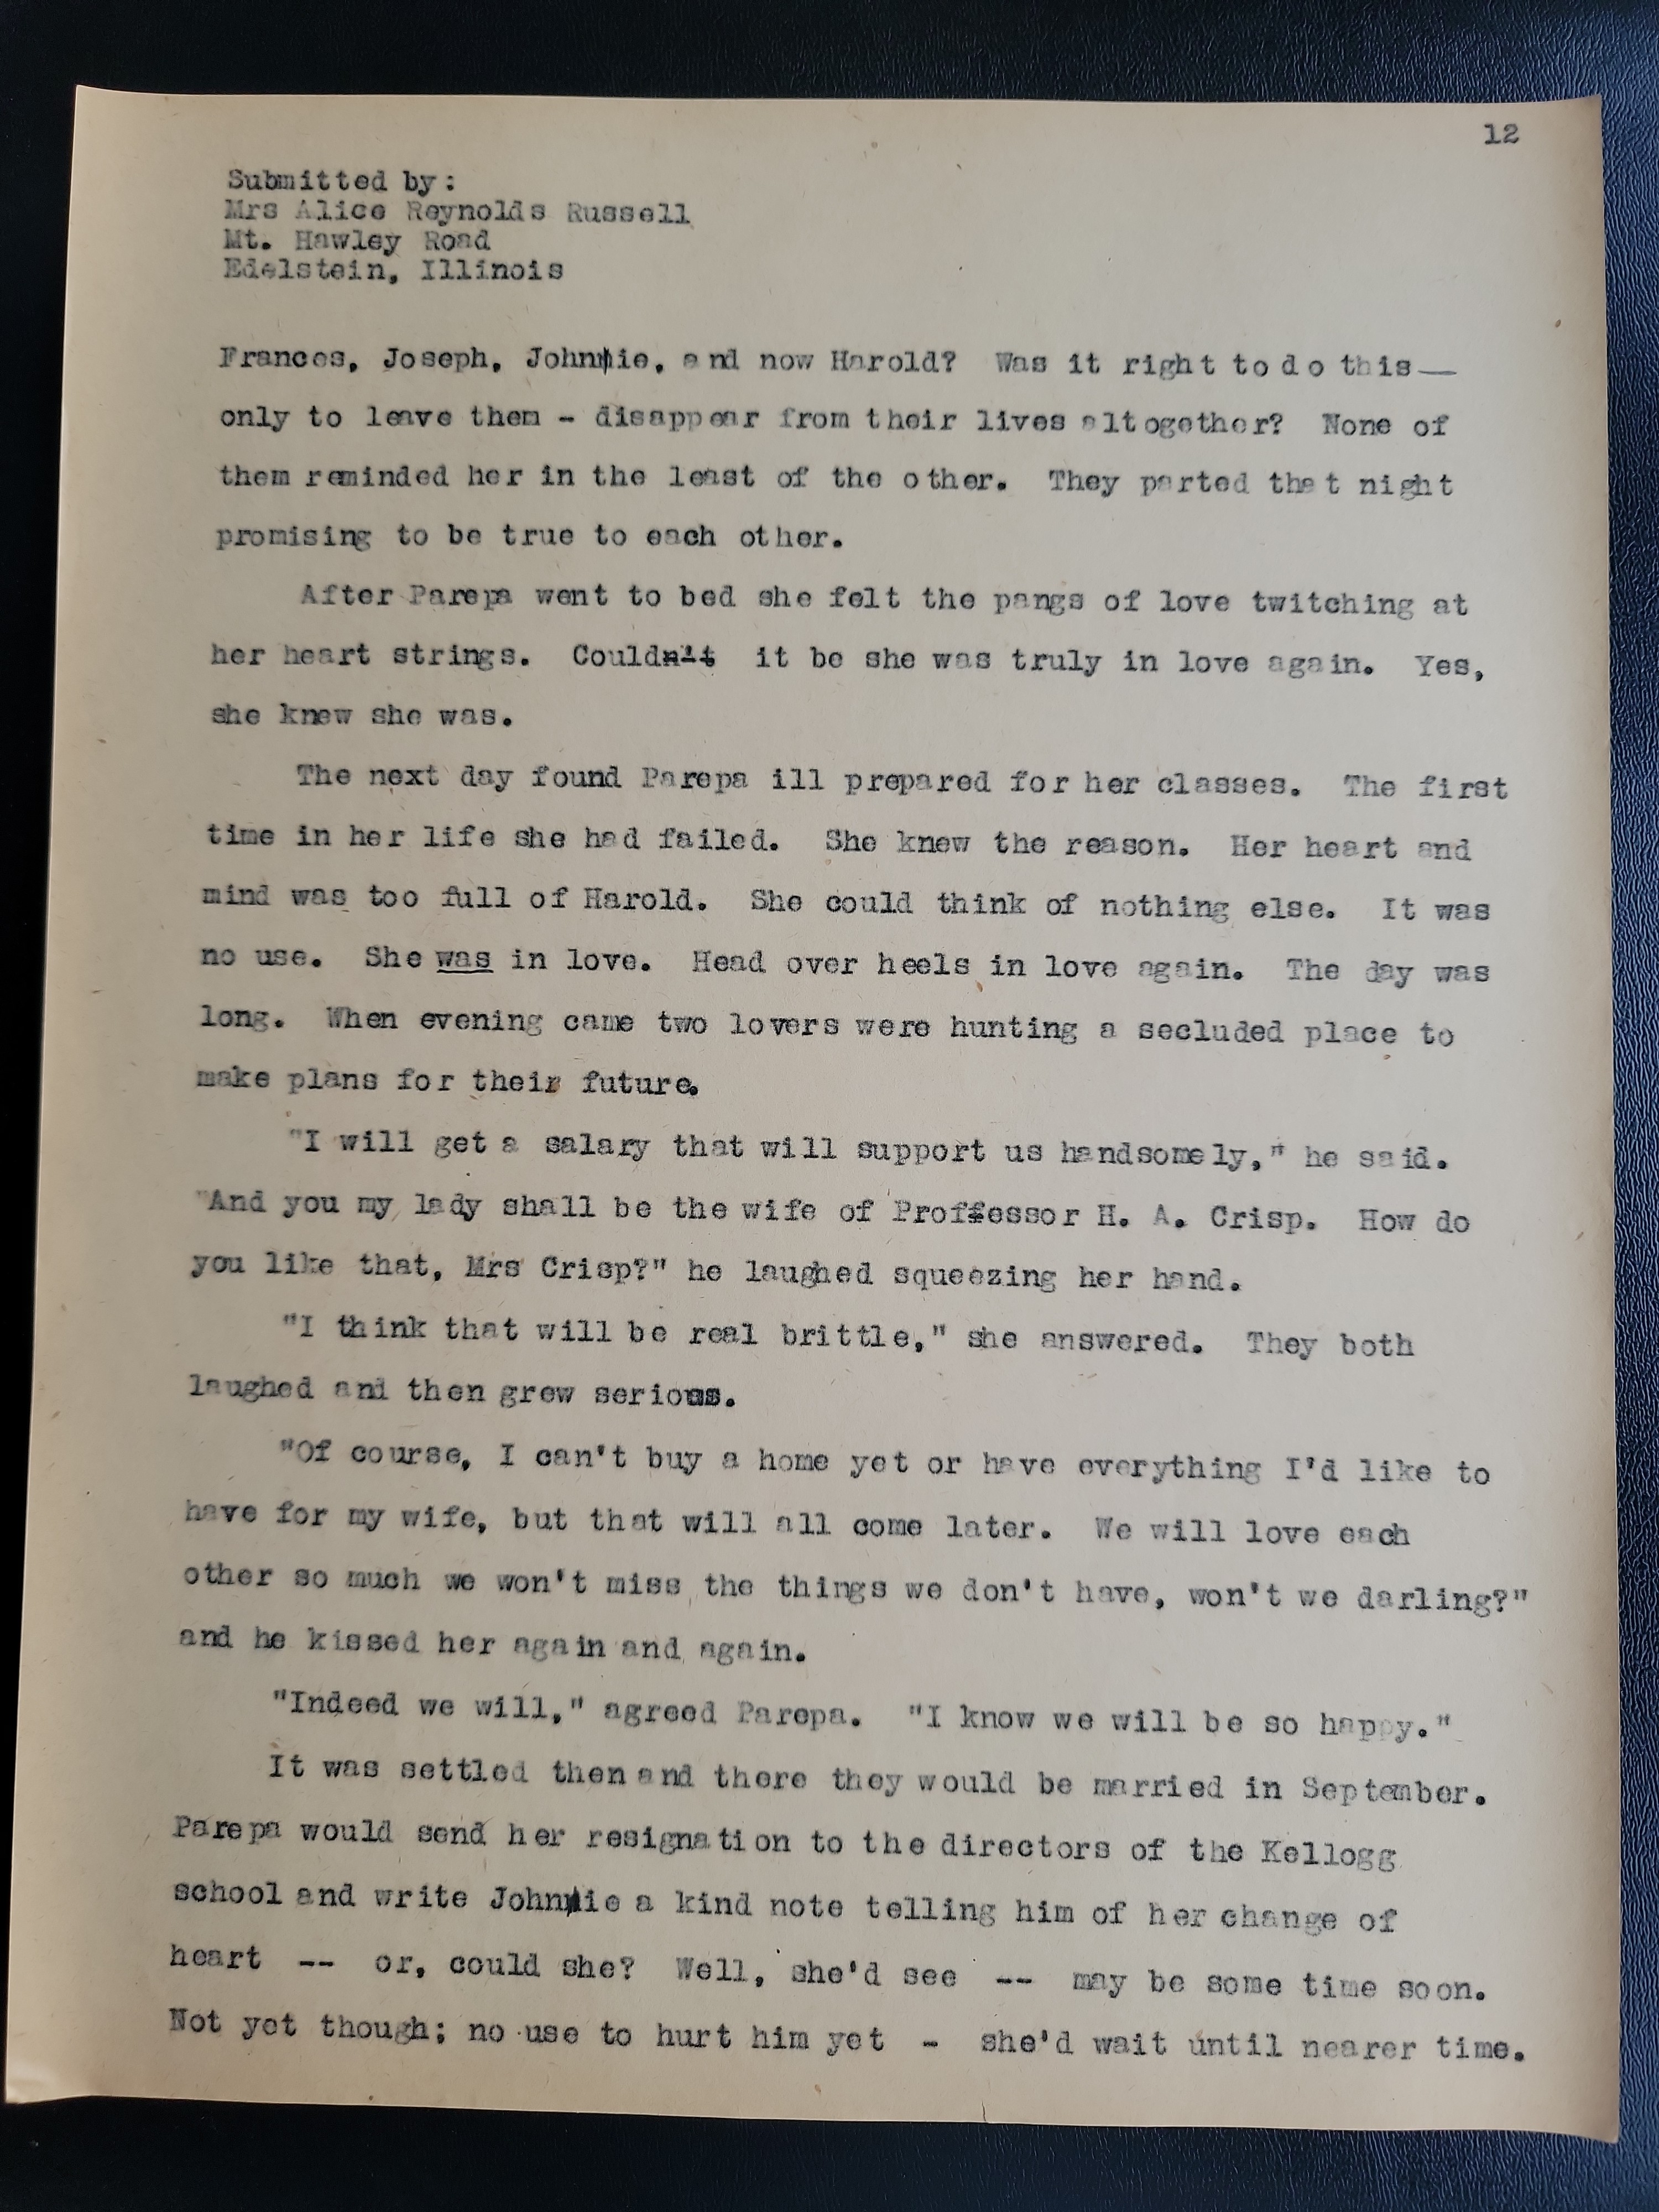 12
Submitted by:
Mrs Alice Reynolds Russell
Mt. Hawley Road
Edelstein, Illinois
Frances, Joseph, Johnnie, and now Harold?  Was it right to do this—
only to leave them - disappear from their lives altogether?  None of
them reminded her in the least of the other.  They parted that night
promising to be true to each other.
After Parepa went to bed she felt the pangs of love twitching at
her heart strings.  Couldn't it be she was truly in love again.  Yes,
she knew she was.
The next day found Parepa ill prepared for her classes.  The first
time in her life she had failed.  She knew the reason.  Her heart and
mind was too full of Harold.  She could think of nothing else.  It was
no use.  She was in love.  Head over heels in love again.  The day was
long.  When evening came two lovers were hunting a secluded place to
make plans for their future.
"I will get a salary that will support us handsomely," he said.
"And you my lady shall be the wife of Proffessor H. A. Crisp.  How do
you like that, Mrs Crisp?" he laughed squeezing her hand.
"I think that will be real brittle," she answered.  They both
laughed and then grew serious.
"Of course, I can't buy a home yet or have everything I'd like to
have for my wife, but that will all come later.  We will love each
other so much we won't miss the things we don't have, won't we darling?"
and he kissed her again and again.
"Indeed we will," agreed Parepa.  "I know we will be so happy."
It was settled then and there they would be married in September.
Parepa would send her resignation to the directors of the Kellogg
school and write Johnnie a kind note telling him of her change of
heart -- or, could she?  Well, she'd see -- may be some time soon.
Not yet though; no use to hurt him yet - she'd wait until nearer time.